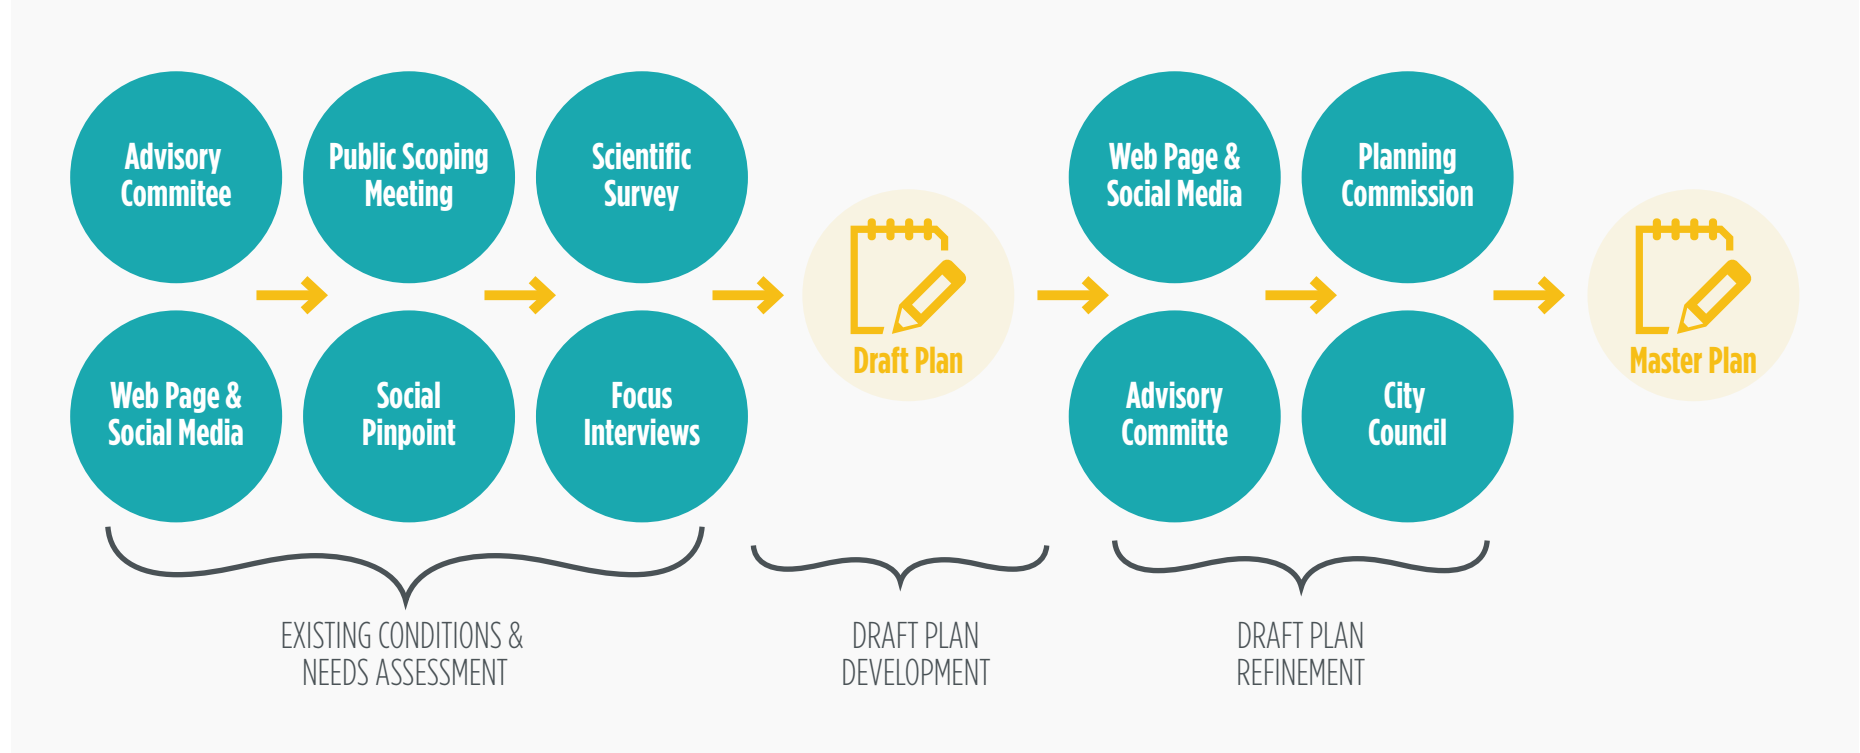 Advisory
Commitee
Public Scoping
Meeting
Scientific
Survey
Web Page &
Social Media
Social
Pinpoint
Focus
Interviews
Draft Plan
Web Page &
Social Media
Planning
Commission
Advisory
Committe
City
Council
Master Plan
EXISTING CONDITIONS &
NEEDS ASSESSMENT
DRAFT PLAN
DEVELOPMENT
DRAFT PLAN
REFINEMENT